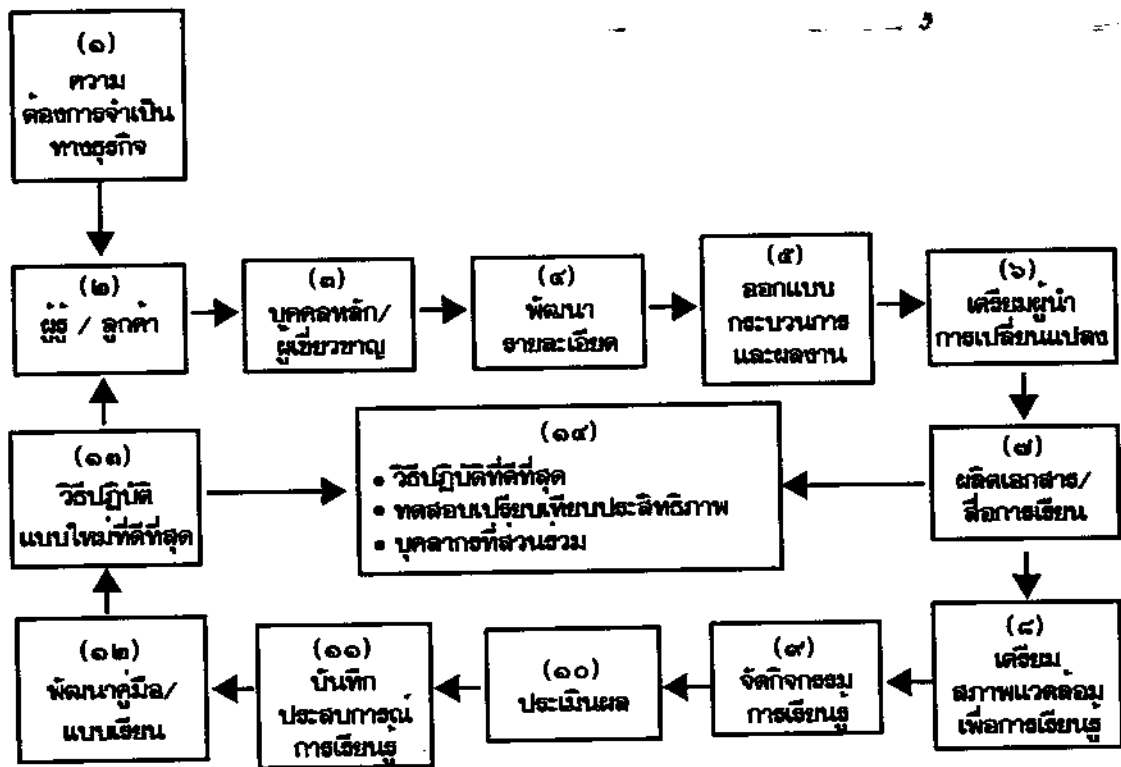 (๑)
ความ
ต้องการจำเป็น
ทางธุรกิจ
(๒)
ผู้รู้ / ลูกค้า
(๓)
บุคคลหลัก/
ผู้เชี่ยวชาญ
(๔)
พัฒนา
รายละเอียด
(๕)
ออกแบบ
กระบวนการ
และผลงาน
(๖)
เตรียมผู้นำ
การเปลี่ยนแปลง
(๗)
ผลิตเอกสาร/
สื่อการเรียน
(๘)
เตรียม
สภาพแวดล้อม
เพื่อการเรียนรู้
(๙)
จัดกิจกรรม
การเรียนรู้
(๑๐)
ประเมินผล
(๑๑)
บันทึก
ประสบการณ์
การเรียนรู้
(๑๒)
พัฒนาคู่มือ/
แบบเรียน
(๑๓)
วิธีปฏิบัติ
แบบใหม่ที่ดีที่สุด
(๑๔)
• วิธีปฏิบัติที่ดีที่สุด
• ทดสอบเปรียบเทียบประสิทธิภาพ
• บุคลากรที่ส่วนร่วม